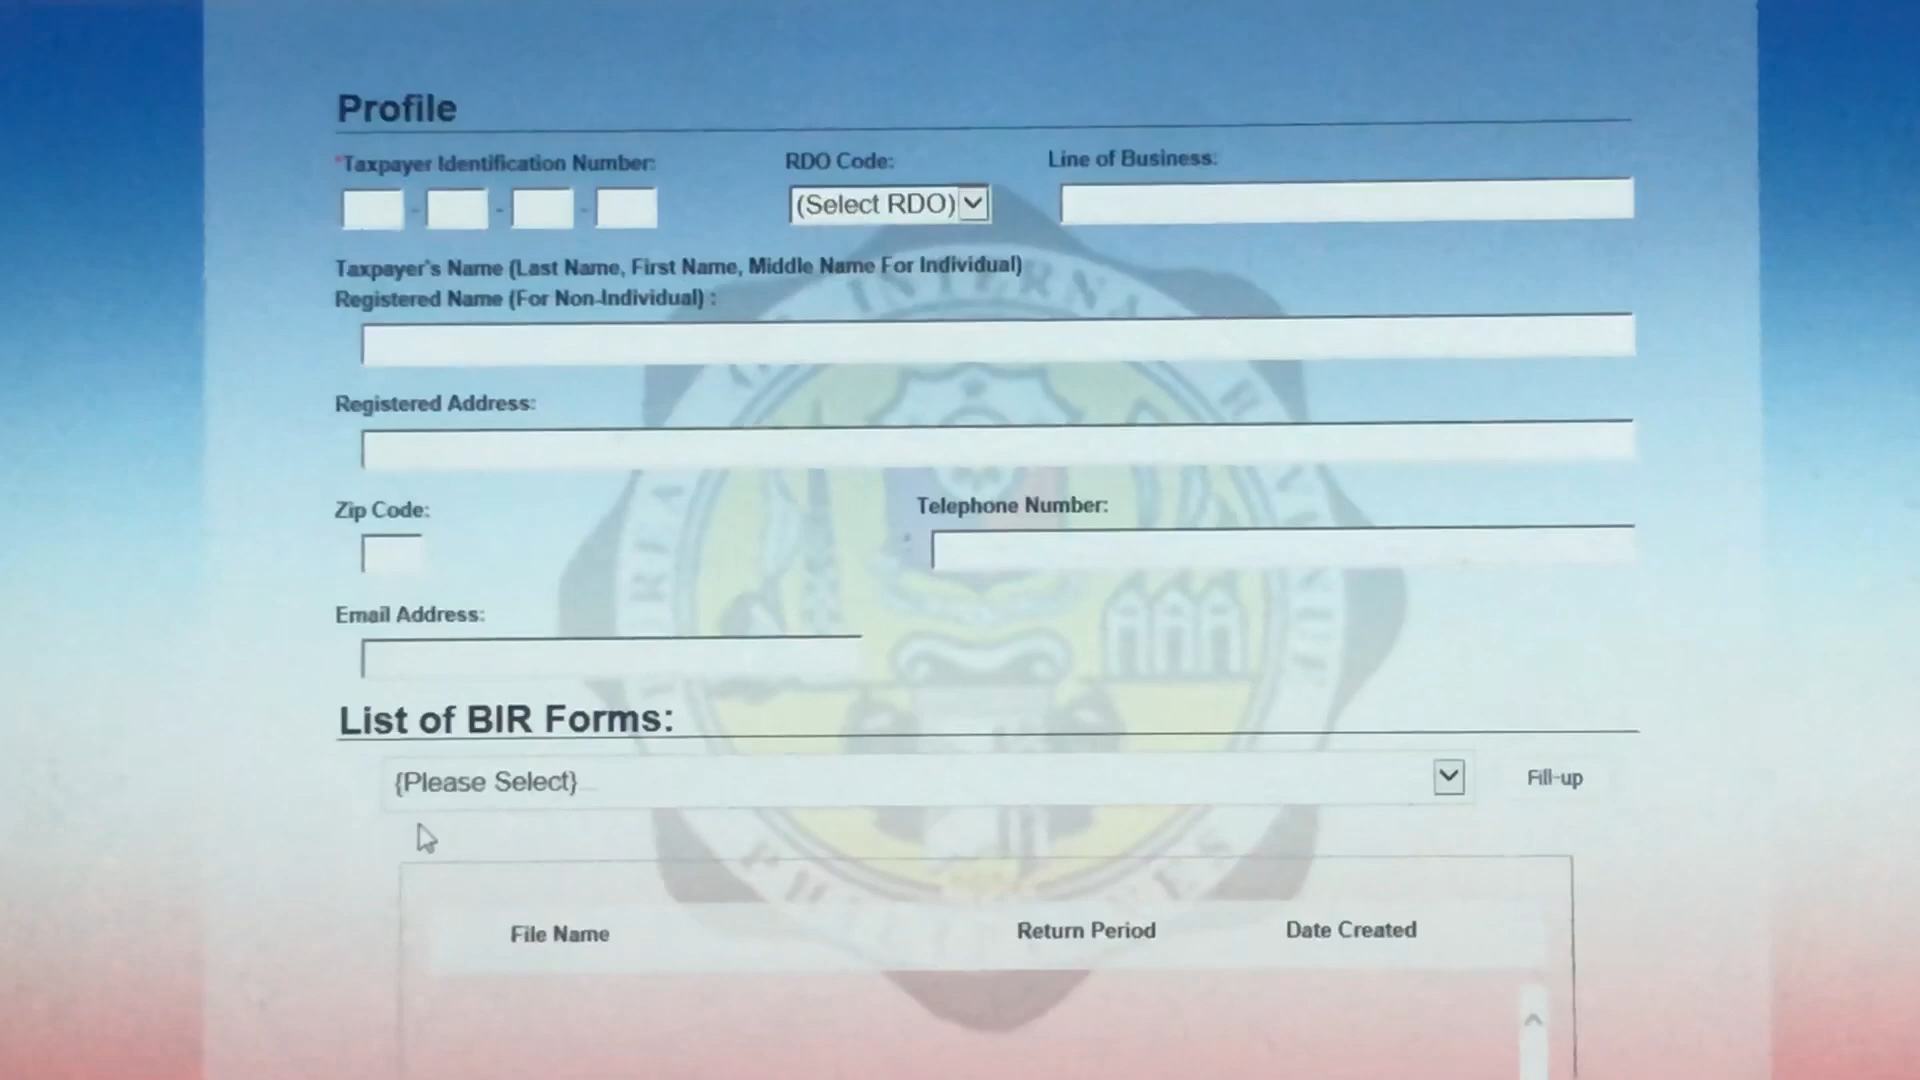 Profile
*Taxpayer Identification Number: RDO Code: Line of Business:
- - - (Select RDO)
Taxpayer's Name (Last Name, First Name, Middle Name For Individual)
Registered Name (For Non-Individual) :
Registered Address:
Zip Code: Telephone Number:
Email Address:
List of BIR Forms:
{Please Select} Fill-up
File Name Return Period Date Created